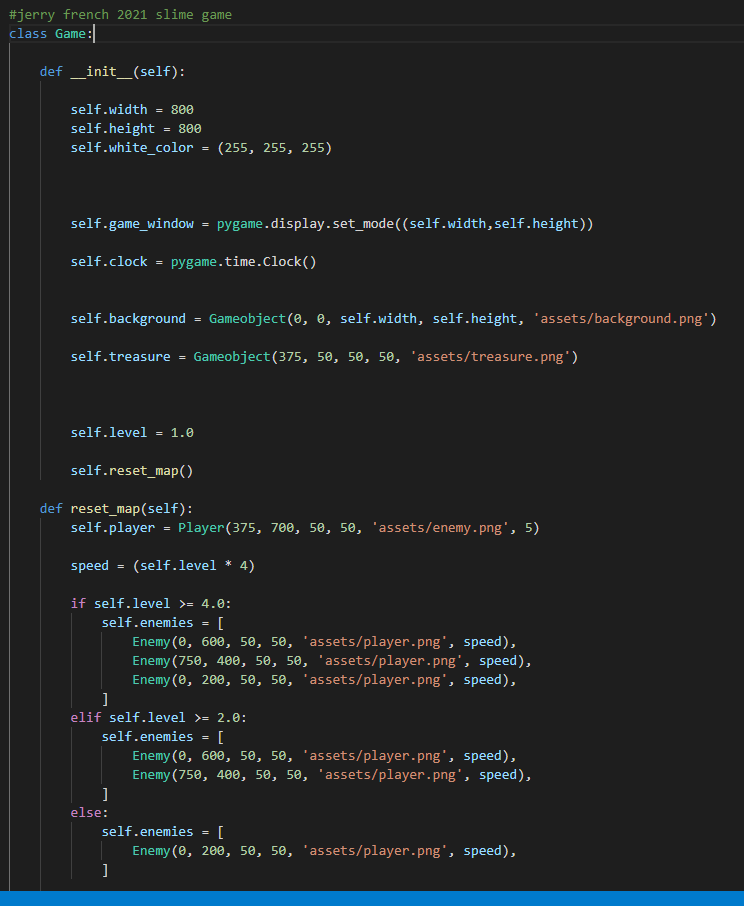 #jerry french 2021 slime game
class Game:
    def __init__(self):
        self.width = 800
        self.height = 800
        self.white_color = (255, 255, 255)
        self.game_window = pygame.display.set_mode((self.width,self.height))
        self.clock = pygame.time.Clock()
        self.background = Gameobject(0, 0, self.width, self.height, 'assets/background.png')
        self.treasure = Gameobject(375, 50, 50, 50, 'assets/treasure.png')
        self.level = 1.0
        self.reset_map()
    def reset_map(self):
        self.player = Player(375, 700, 50, 50, 'assets/enemy.png', 5)
        speed = (self.level * 4)
        if self.level >= 4.0:
            self.enemies = [
                Enemy(0, 600, 50, 50, 'assets/player.png', speed),
                Enemy(750, 400, 50, 50, 'assets/player.png', speed),
                Enemy(0, 200, 50, 50, 'assets/player.png', speed),
            ]
        elif self.level >= 2.0:
            self.enemies = [
                Enemy(0, 600, 50, 50, 'assets/player.png', speed),
                Enemy(750, 400, 50, 50, 'assets/player.png', speed),
            ]
        else:
            self.enemies = [
                Enemy(0, 200, 50, 50, 'assets/player.png', speed),
            ]